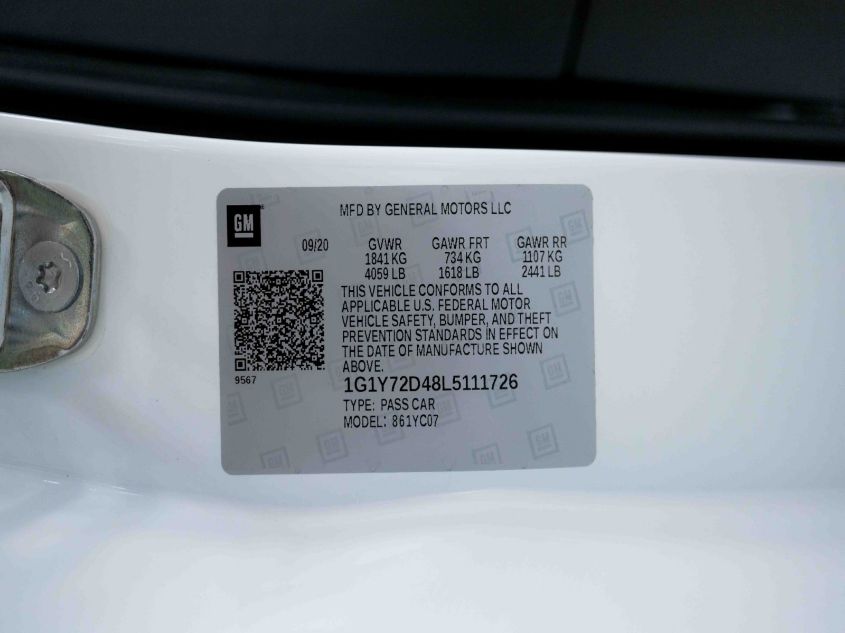 GM
MFD BY GENERAL MOTORS LLC
09/20 GVWR GAWR FRT GAWR RR
1841 KG 734 KG 1107 KG
4059 LB 1618 LB 2441 LB
THIS VEHICLE CONFORMS TO ALL
APPLICABLE U.S. FEDERAL MOTOR
VEHICLE SAFETY, BUMPER, AND THEFT
PREVENTION STANDARDS IN EFFECT ON
THE DATE OF MANUFACTURE SHOWN
ABOVE.
9567
1G1Y72D48L5111726
TYPE: PASS CAR
MODEL: 861YC07